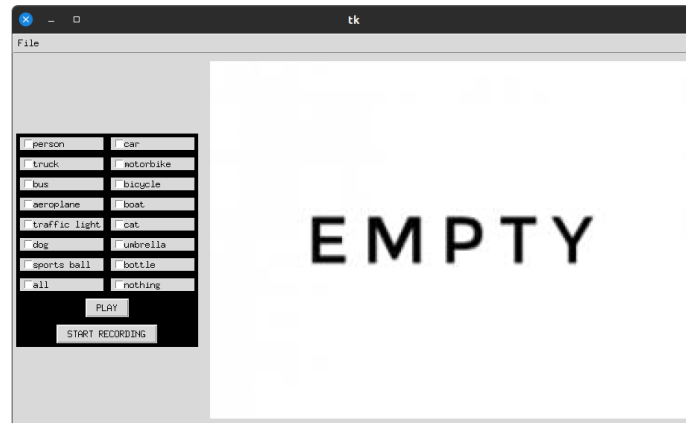 tk
File
person car
truck motorbike
bus bicycle
aeroplane boat
traffic light cat
dog umbrella
sports ball bottle
all nothing
PLAY
START RECORDING
EMPTY